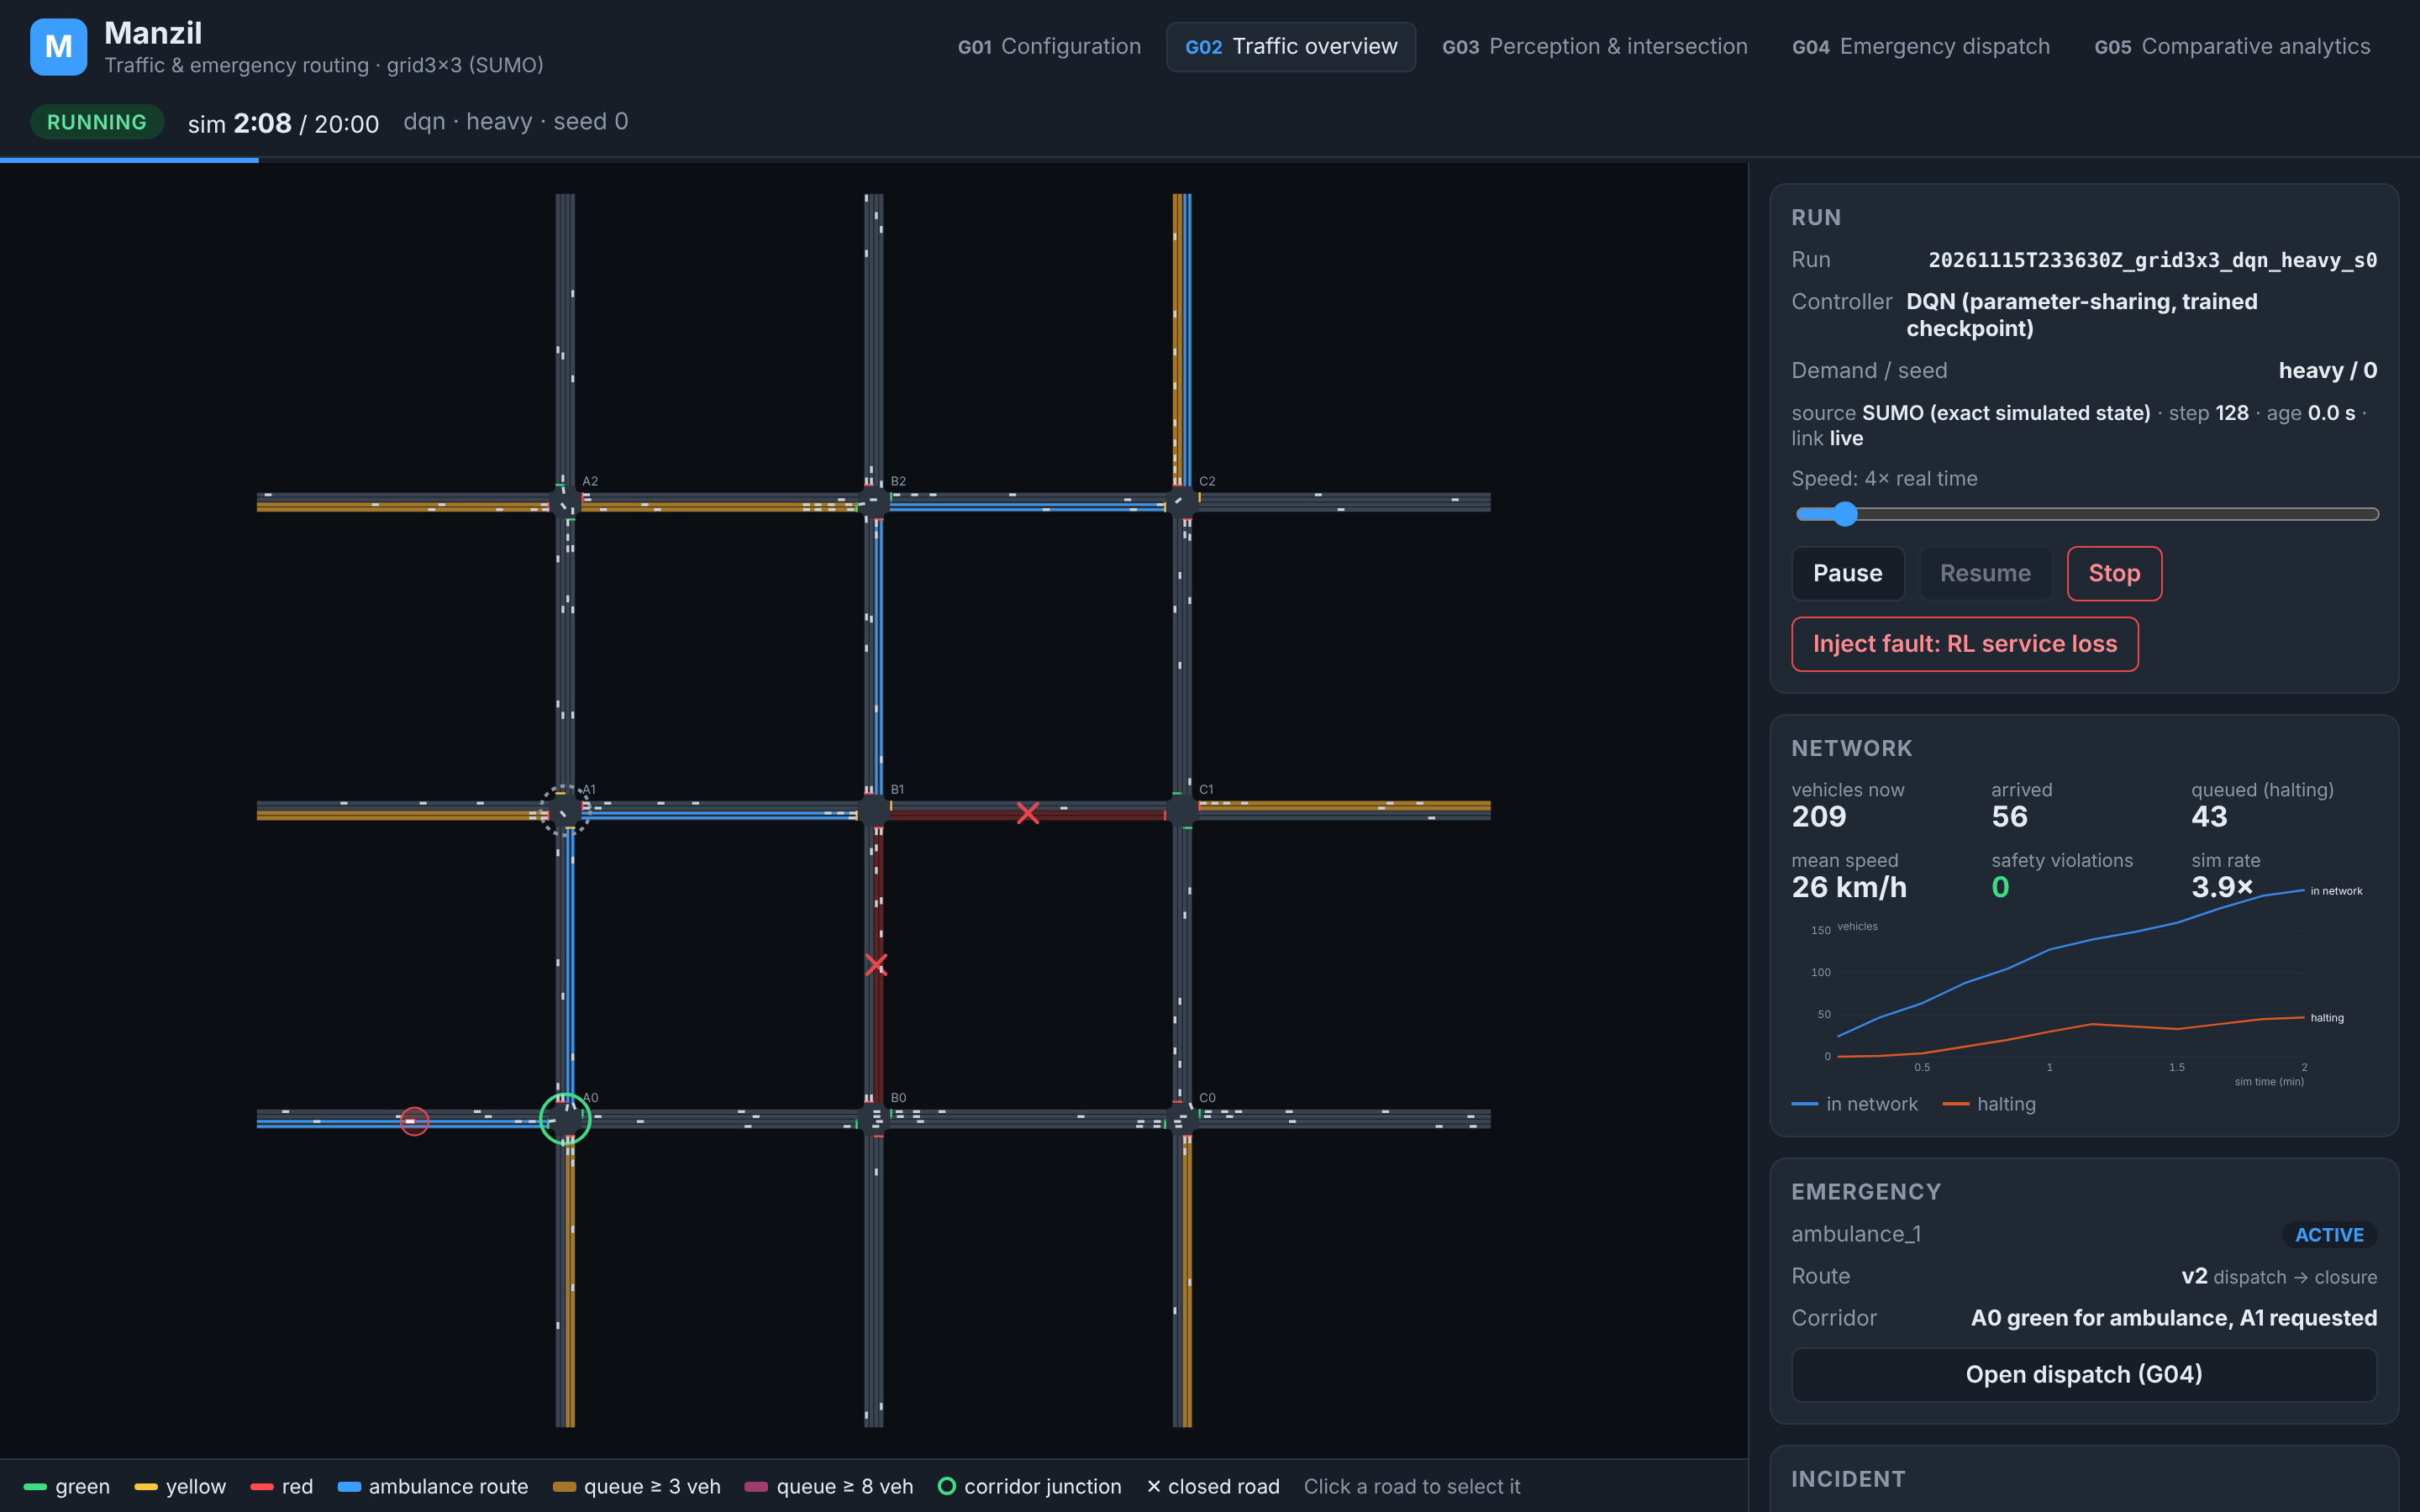 M
Manzil
Traffic & emergency routing · grid3×3 (SUMO)
G01 Configuration
G02 Traffic overview
G03 Perception & intersection
G04 Emergency dispatch
G05 Comparative analytics
RUNNING
sim 2:08 / 20:00
dqn · heavy · seed 0
A2
B2
C2
A1
B1
C1
A0
B0
C0
green
yellow
red
ambulance route
queue ≥ 3 veh
queue ≥ 8 veh
corridor junction
✕ closed road
Click a road to select it
RUN
Run 20261115T233630Z_grid3x3_dqn_heavy_s0
Controller DQN (parameter-sharing, trained
checkpoint)
Demand / seed heavy / 0
source SUMO (exact simulated state) · step 128 · age 0.0 s ·
link live
Speed: 4× real time
Pause
Resume
Stop
Inject fault: RL service loss
NETWORK
vehicles now arrived queued (halting)
209 56 43
mean speed safety violations sim rate
26 km/h 0 3.9×
in network
150 vehicles
100
50
halting
0
0.5 1 1.5 2
sim time (min)
in network halting
EMERGENCY
ambulance_1 ACTIVE
Route v2 dispatch → closure
Corridor A0 green for ambulance, A1 requested
Open dispatch (G04)
INCIDENT